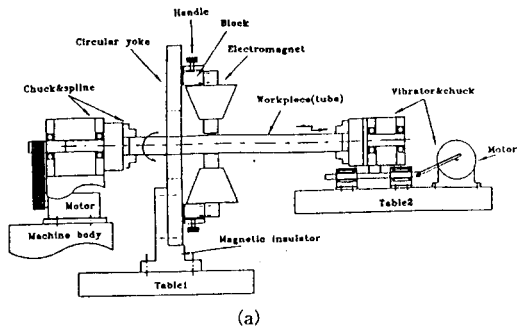 Handle
Block
Circular yoke
Electromagnet
Chuck&spline
Workpiece(tube)
Vibrator&chuck
Motor
Motor
Table2
Machine body
Magnetic insulator
Table1
(a)